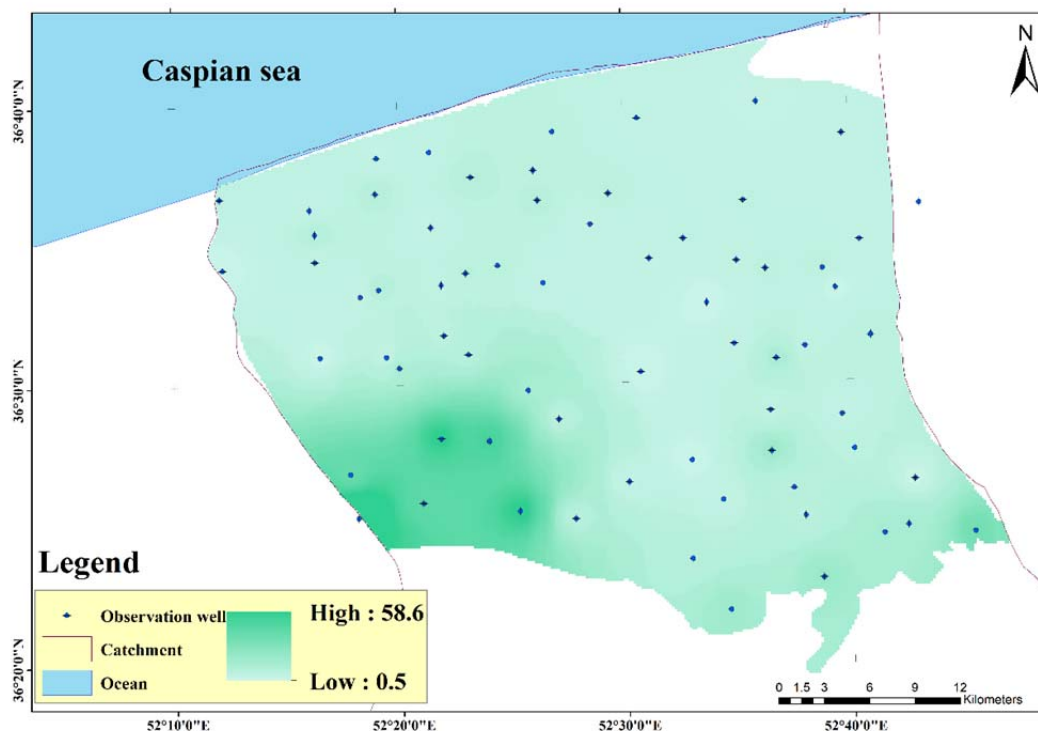 N
Caspian sea
36°40'0"N
36°30'0"N
36°20'0"N
Legend
Observation well
Catchment
Ocean
High : 58.6
Low : 0.5
0 1.5 3 6 9 12
Kilometers
52°10'0"E 52°20'0"E 52°30'0"E 52°40'0"E